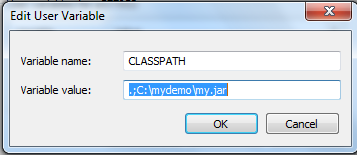 Edit User Variable
Variable name: CLASSPATH
Variable value: .;C:\mydemo\my.jar
OK Cancel